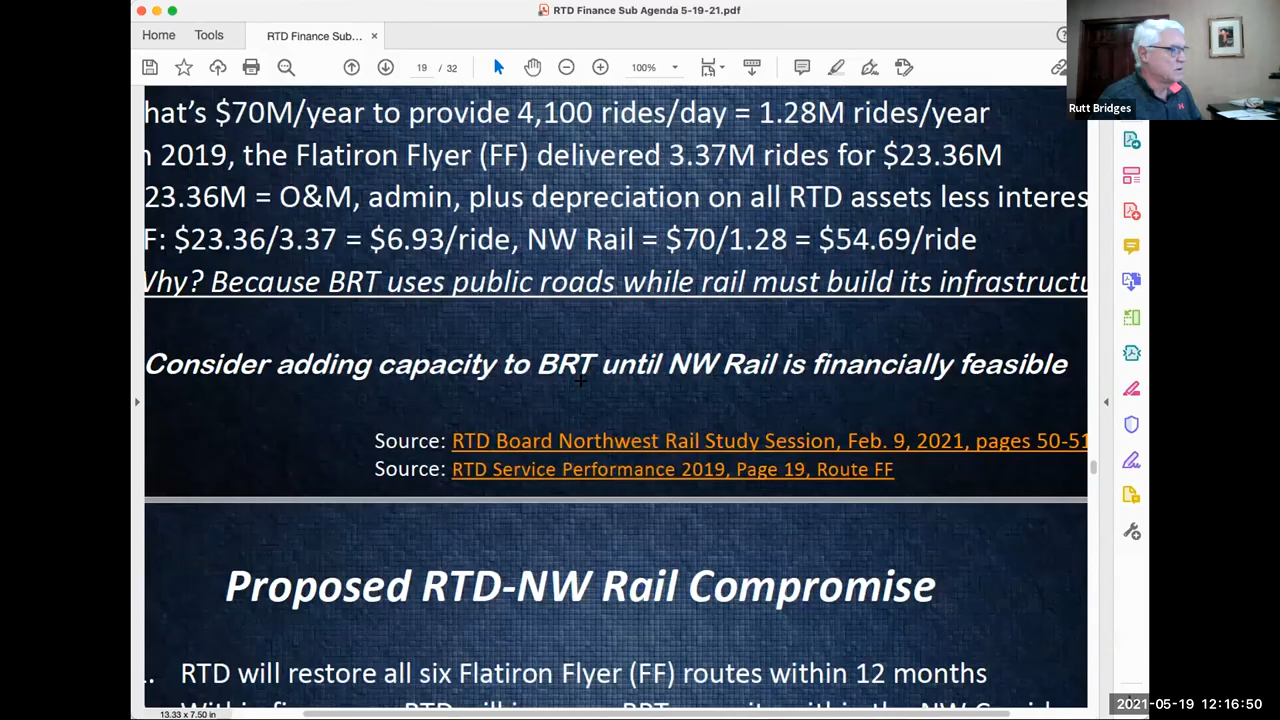 RTD Finance Sub Agenda 5-19-21.pdf
Home Tools RTD Finance Sub... ×
19 / 32 100%
Rutt Bridges
hat's $70M/year to provide 4,100 rides/day = 1.28M rides/year
n 2019, the Flatiron Flyer (FF) delivered 3.37M rides for $23.36M
23.36M = O&M, admin, plus depreciation on all RTD assets less interes
F: $23.36/3.37 = $6.93/ride, NW Rail = $70/1.28 = $54.69/ride
Why? Because BRT uses public roads while rail must build its infrastructu
Consider adding capacity to BRT until NW Rail is financially feasible
Source: RTD Board Northwest Rail Study Session, Feb. 9, 2021, pages 50-51
Source: RTD Service Performance 2019, Page 19, Route FF
Proposed RTD-NW Rail Compromise
. RTD will restore all six Flatiron Flyer (FF) routes within 12 months
13.33 x 7.50 in
2021-05-19 12:16:50